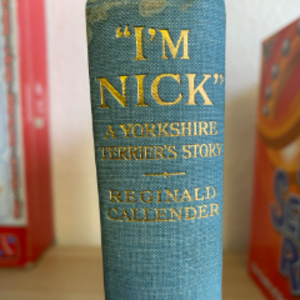 "I'M
NICK"
A YORKSHIRE
TERRIER'S STORY
REGINALD
CALLENDER